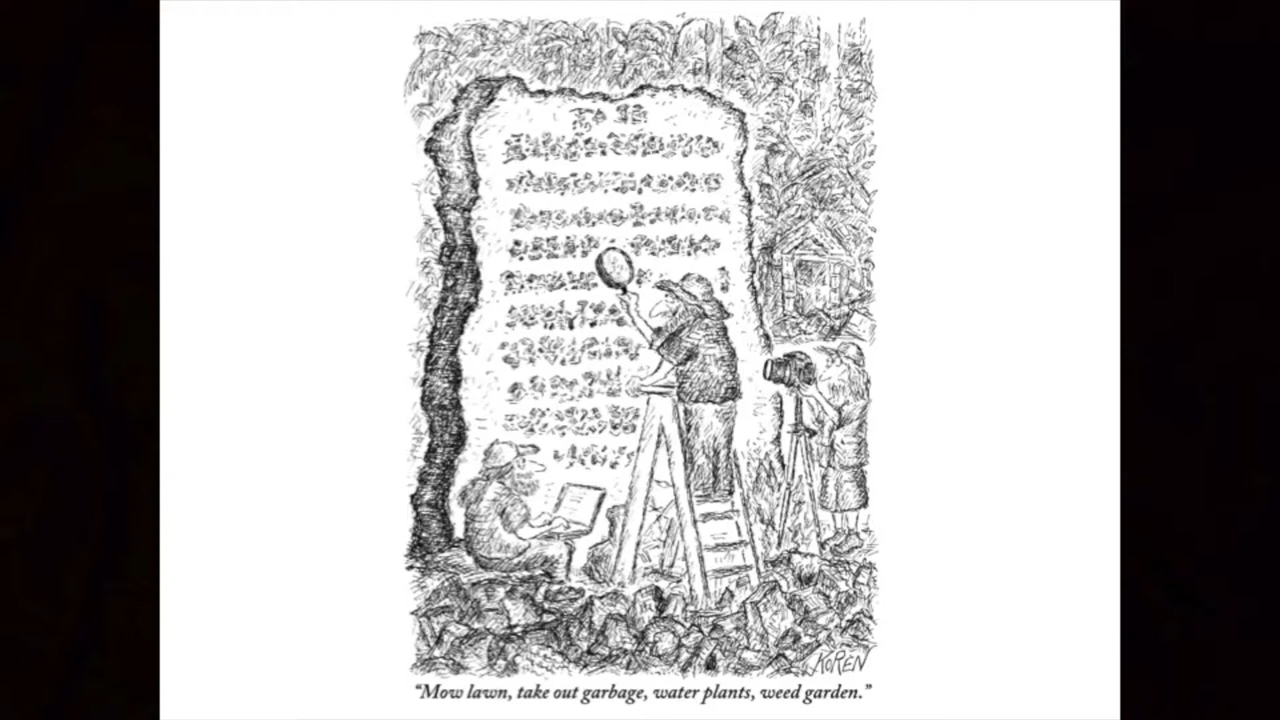 KOREN
“Mow lawn, take out garbage, water plants, weed garden.”